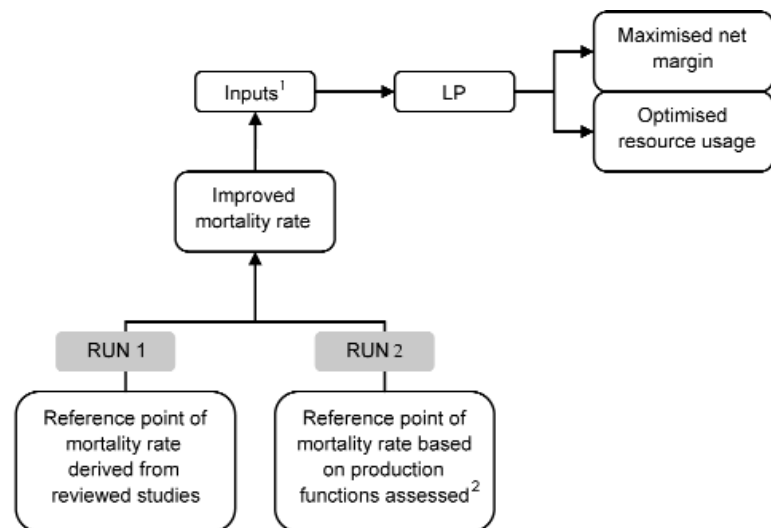 Maximised net
margin
Inputs¹
LP
Optimised
resource usage
Improved
mortality rate
RUN 1
RUN 2
Reference point of
mortality rate
derived from
reviewed studies
Reference point of
mortality rate based
on production
functions assessed²